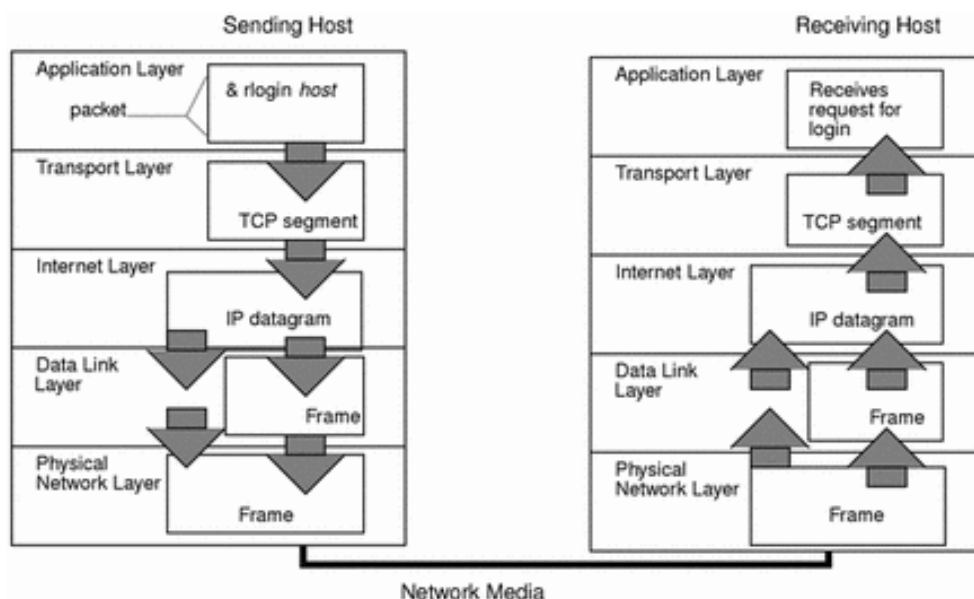 Sending Host
Application Layer
packet
& rlogin host
Transport Layer
TCP segment
Internet Layer
IP datagram
Data Link
Layer
Frame
Physical
Network Layer
Frame
Receiving Host
Application Layer
Receives
request for
login
Transport Layer
TCP segment
Internet Layer
IP datagram
Data Link
Layer
Frame
Physical
Network Layer
Frame
Network Media